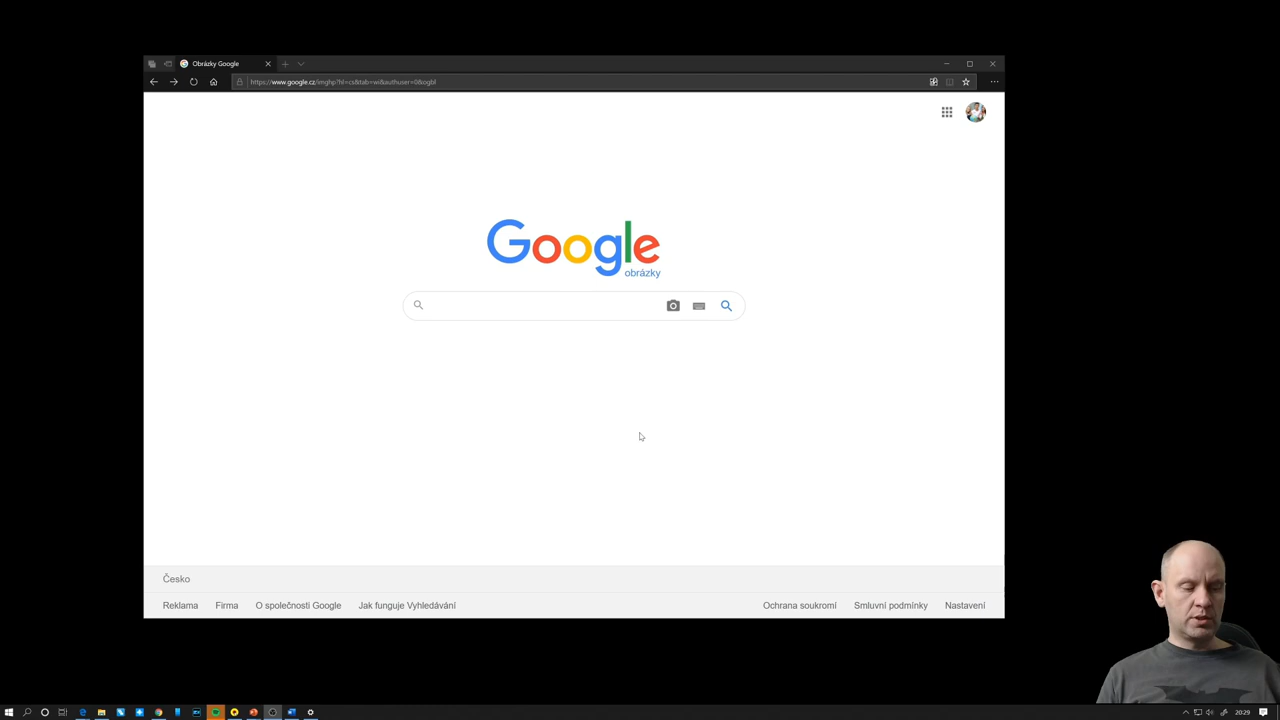 Obrázky Google
https://www.google.cz/imghp?hl=cs&tab=wi&authuser=0&ogbl
Google
obrázky
Česko
Reklama Firma O společnosti Google Jak funguje Vyhledávání Ochrana soukromí Smluvní podmínky Nastavení
20:29